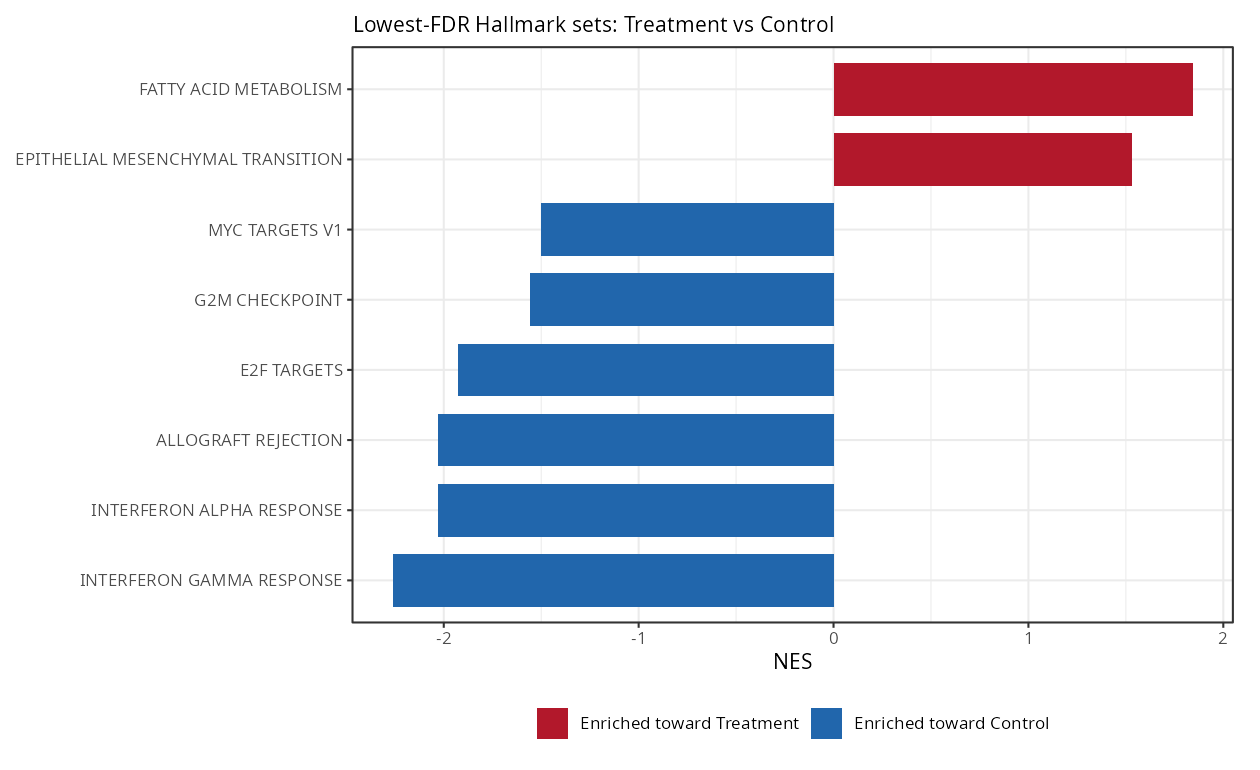 Lowest-FDR Hallmark sets: Treatment vs Control
FATTY ACID METABOLISM
EPITHELIAL MESENCHYMAL TRANSITION
MYC TARGETS V1
G2M CHECKPOINT
E2F TARGETS
ALLOGRAFT REJECTION
INTERFERON ALPHA RESPONSE
INTERFERON GAMMA RESPONSE
-2 -1 0 1 2
NES
Enriched toward Treatment Enriched toward Control